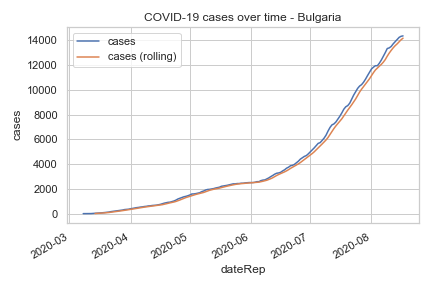 COVID-19 cases over time - Bulgaria
cases
cases (rolling)
14000
12000
10000
8000
6000
4000
2000
0
cases
2020-03
2020-04
2020-05
2020-06
2020-07
2020-08
dateRep